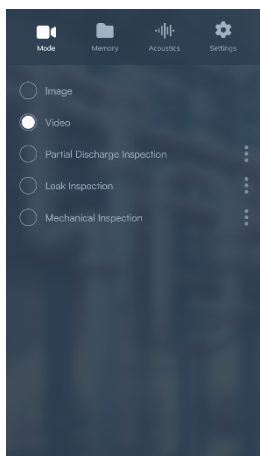 Mode Memory Acoustics Settings
Image
Video
Partial Discharge Inspection
Leak Inspection
Mechanical Inspection